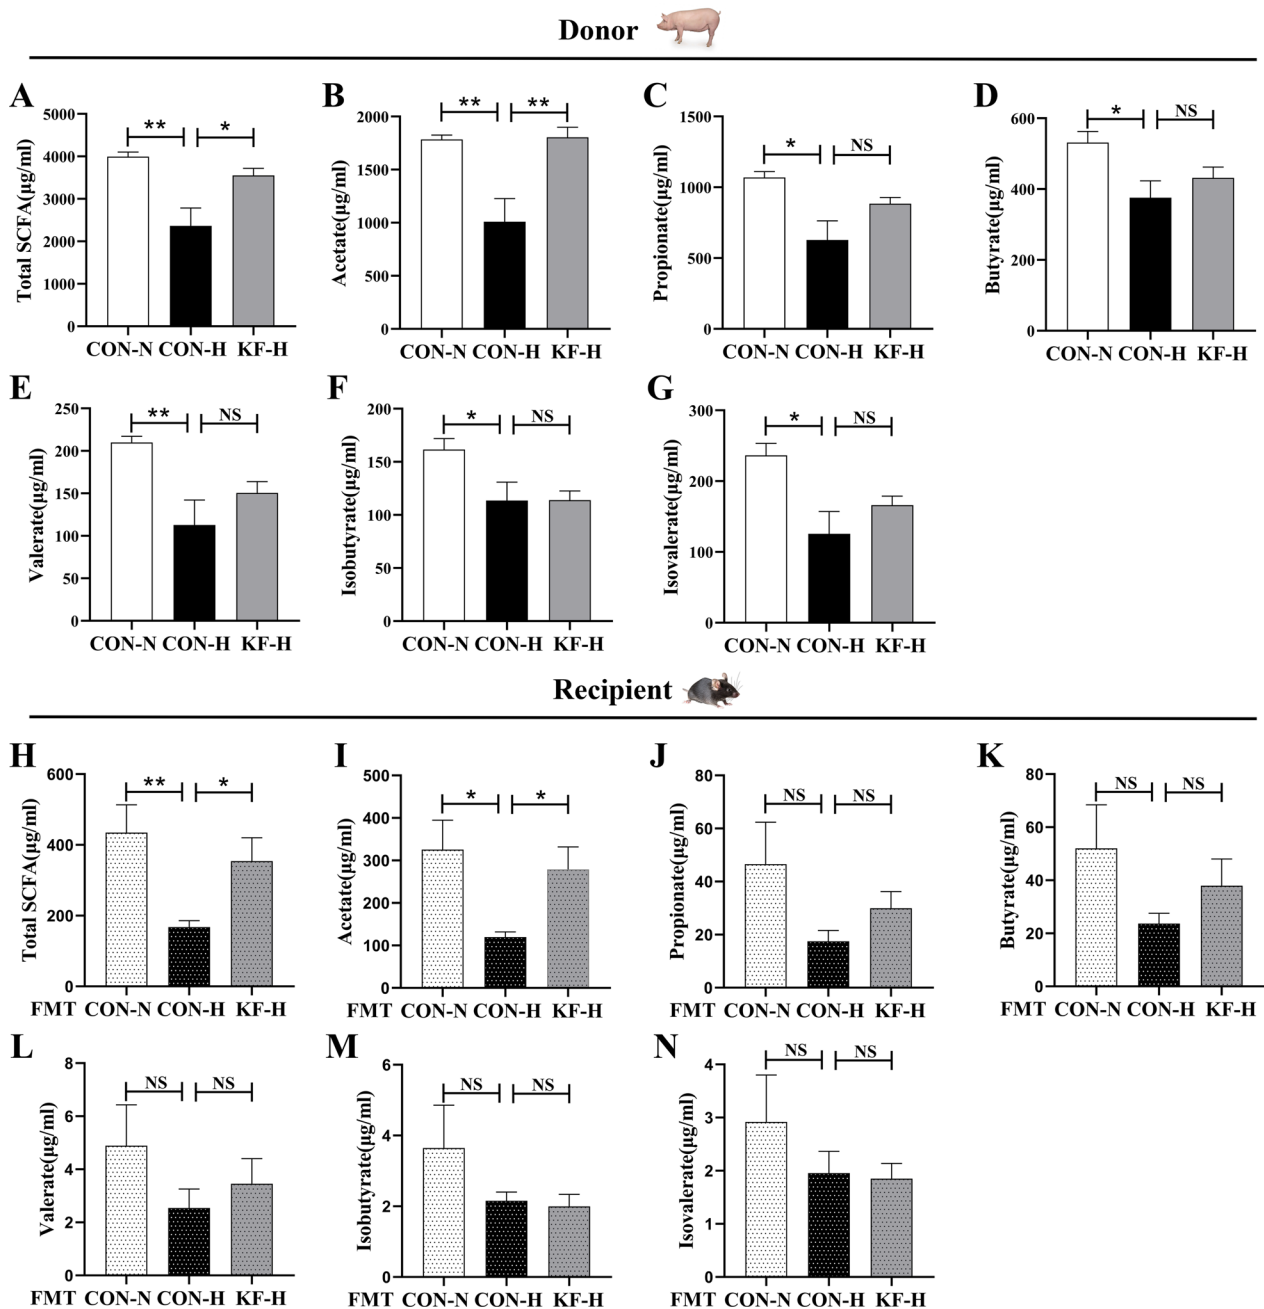 Donor
A
Total SCFA(μg/ml)
5000
4000
3000
2000
1000
0
**
*
CON-N CON-H KF-H
B
Acetate(μg/ml)
2000
1500
1000
500
0
**
**
CON-N CON-H KF-H
C
Propionate(μg/ml)
1500
1000
500
0
*
NS
CON-N CON-H KF-H
D
Butyrate(μg/ml)
600
400
200
0
*
NS
CON-N CON-H KF-H
E
Valerate(μg/ml)
250
200
150
100
50
0
**
NS
CON-N CON-H KF-H
F
Isobutyrate(μg/ml)
200
150
100
50
0
*
NS
CON-N CON-H KF-H
G
Isovalerate(μg/ml)
300
200
100
0
*
NS
CON-N CON-H KF-H
Recipient
H
Total SCFA(μg/ml)
600
400
200
0
**
*
FMT CON-N CON-H KF-H
I
Acetate(μg/ml)
500
400
300
200
100
0
*
*
FMT CON-N CON-H KF-H
J
Propionate(μg/ml)
80
60
40
20
0
NS
NS
FMT CON-N CON-H KF-H
K
Butyrate(μg/ml)
80
60
40
20
0
NS
NS
FMT CON-N CON-H KF-H
L
Valerate(μg/ml)
8
6
4
2
0
NS
NS
FMT CON-N CON-H KF-H
M
Isobutyrate(μg/ml)
6
4
2
0
NS
NS
FMT CON-N CON-H KF-H
N
Isovalerate(μg/ml)
4
3
2
1
0
NS
NS
FMT CON-N CON-H KF-H